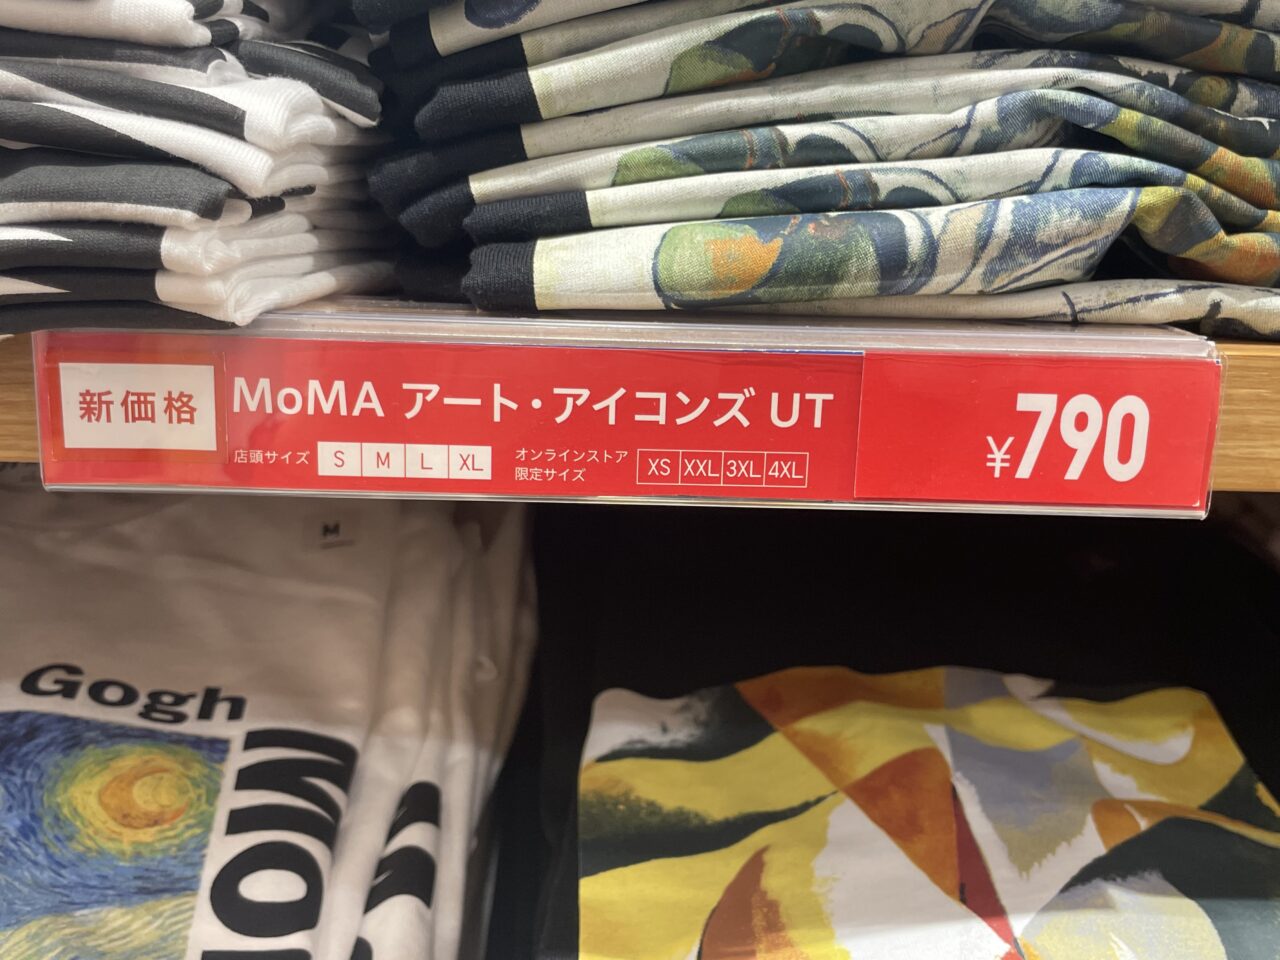 新価格
MoMA アート・アイコンズ UT
¥790
店頭サイズ S M L XL
オンラインストア
限定サイズ
XS XXL 3XL 4XL
M
Gogh